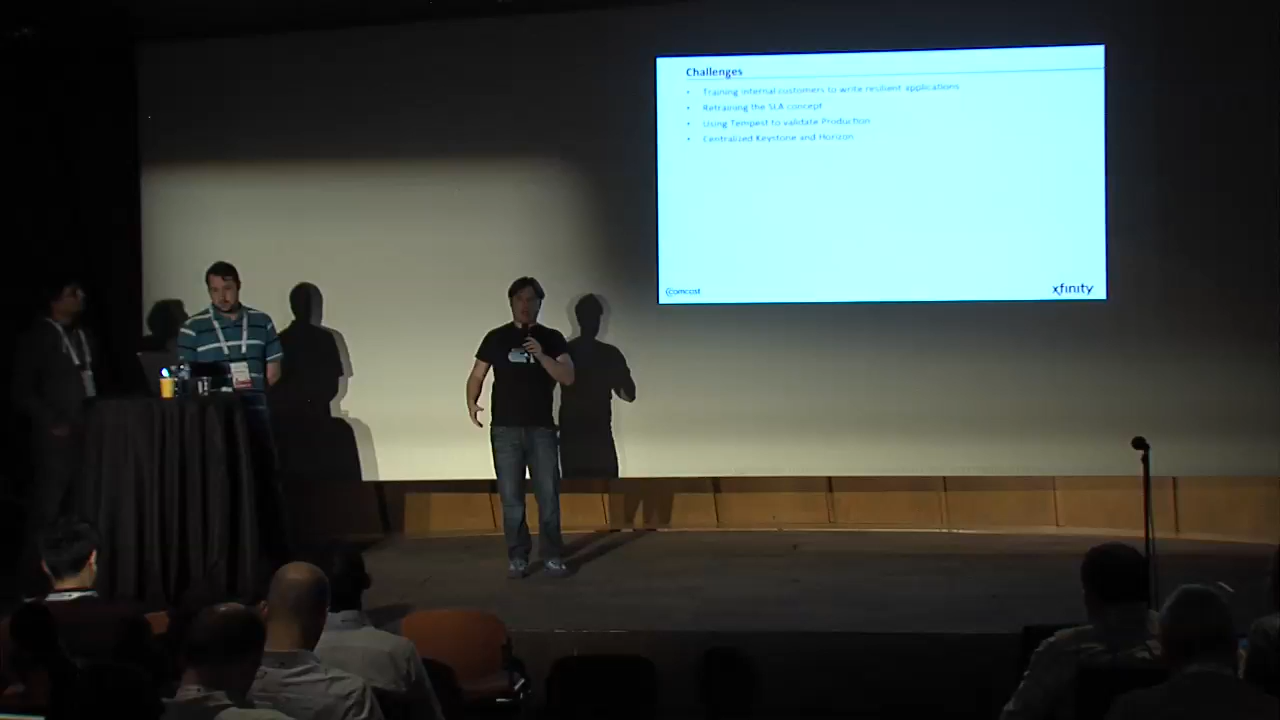 Challenges
• Training internal customers to write resilient applications
• Retraining the SLA concept
• Using Tempest to validate Production
• Centralized Keystone and Horizon
comcast
xfinity